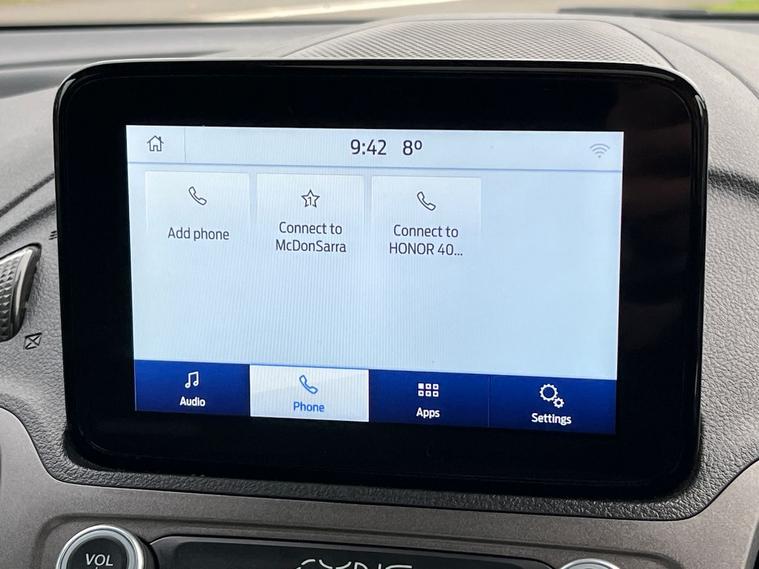 9:42 8º
Add phone
Connect to
McDonSarra
Connect to
HONOR 40...
Audio
Phone
Apps
Settings
VOL